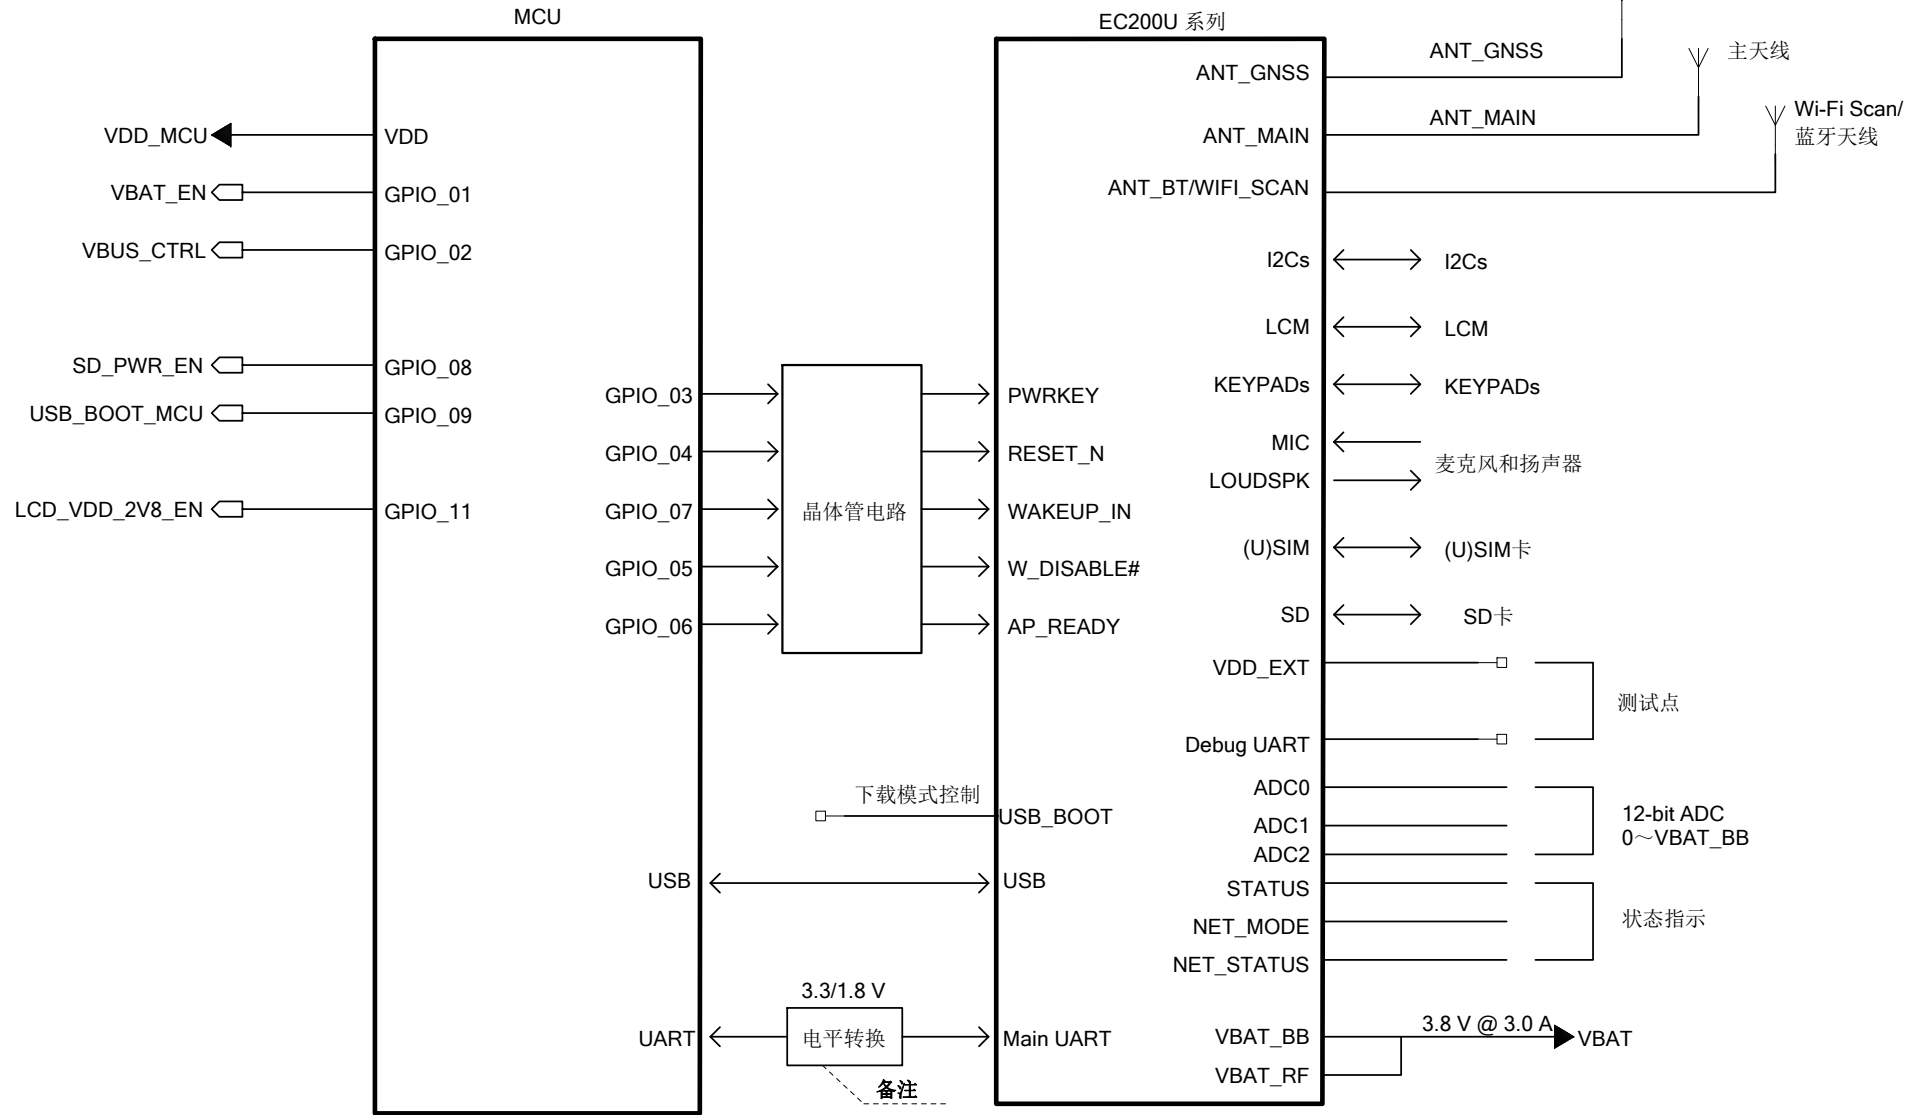 MCU
EC200U 系列
VDD_MCU
VBAT_EN
VBUS_CTRL
SD_PWR_EN
USB_BOOT_MCU
LCD_VDD_2V8_EN
VDD
GPIO_01
GPIO_02
GPIO_08
GPIO_09
GPIO_11
GPIO_03
GPIO_04
GPIO_07
GPIO_05
GPIO_06
USB
UART
晶体管电路
下载模式控制
3.3/1.8 V
电平转换
备注
PWRKEY
RESET_N
WAKEUP_IN
W_DISABLE#
AP_READY
USB_BOOT
USB
Main UART
ANT_GNSS
ANT_MAIN
ANT_BT/WIFI_SCAN
I2Cs
LCM
KEYPADs
MIC
LOUDSPK
(U)SIM
SD
VDD_EXT
Debug UART
ADC0
ADC1
ADC2
STATUS
NET_MODE
NET_STATUS
VBAT_BB
VBAT_RF
ANT_GNSS
ANT_MAIN
主天线
Wi-Fi Scan/
蓝牙天线
I2Cs
LCM
KEYPADs
麦克风和扬声器
(U)SIM卡
SD卡
测试点
12-bit ADC
0～VBAT_BB
状态指示
3.8 V @ 3.0 A
VBAT